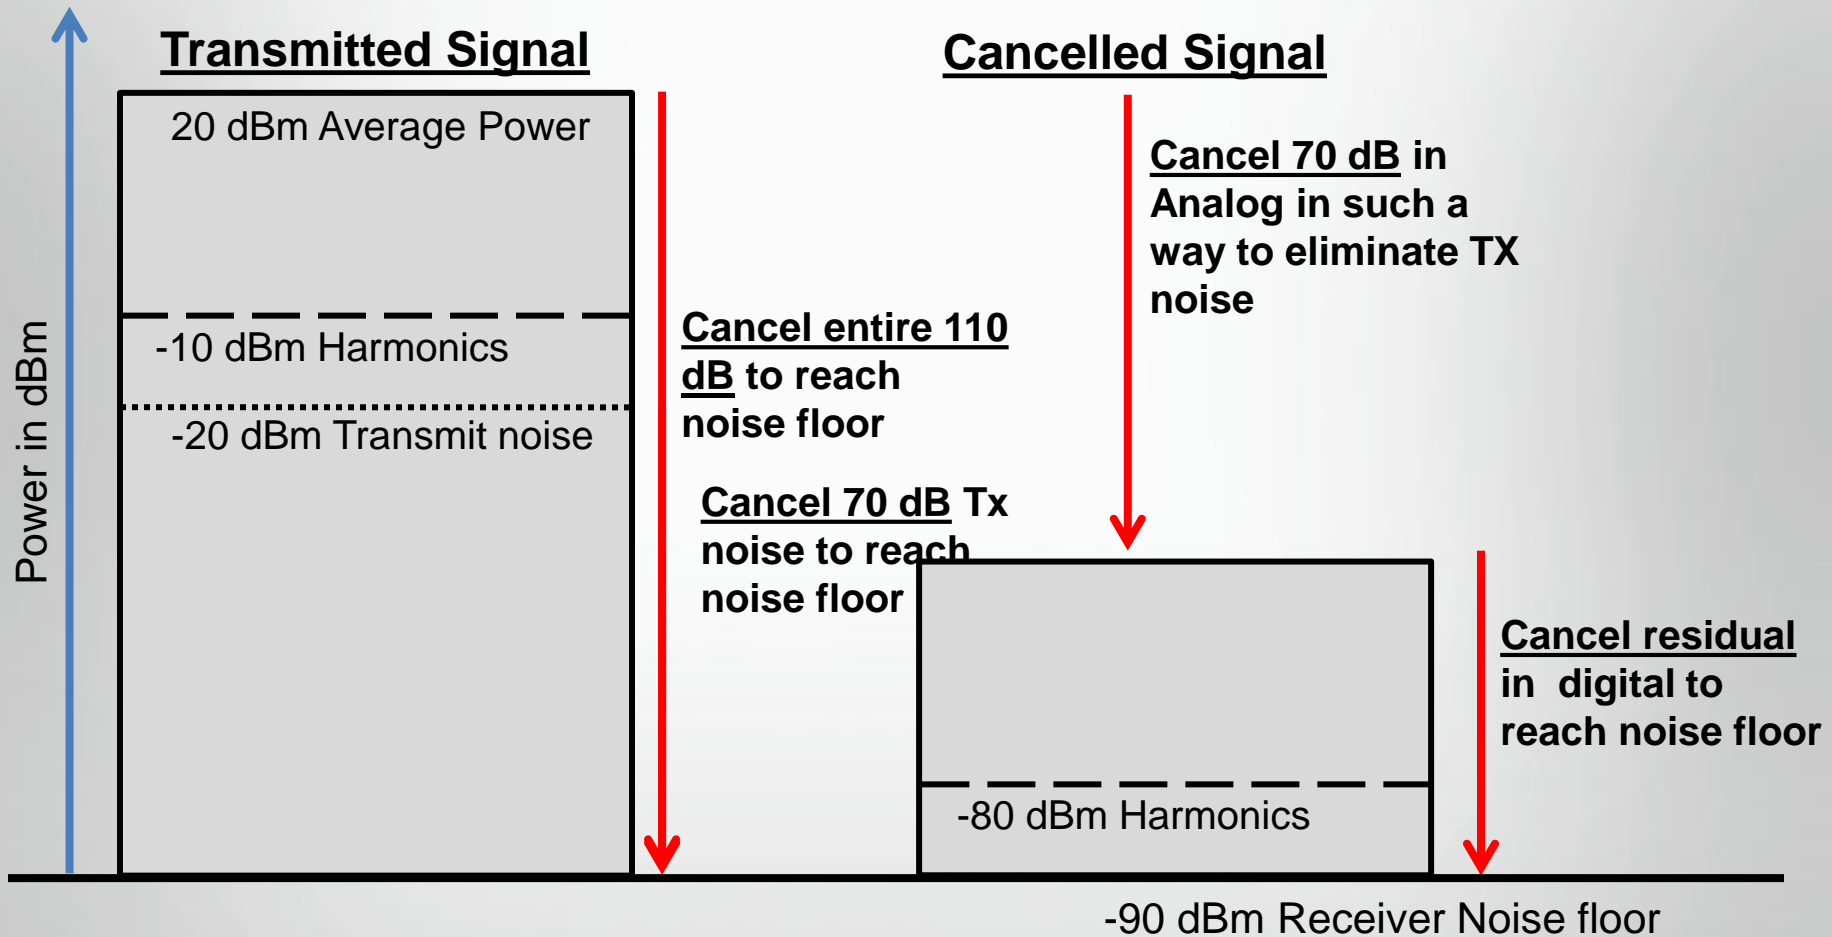 Transmitted Signal
Cancelled Signal
20 dBm Average Power
-10 dBm Harmonics
-20 dBm Transmit noise
Power in dBm
Cancel entire 110
dB to reach
noise floor
Cancel 70 dB Tx
noise to reach
noise floor
Cancel 70 dB in
Analog in such a
way to eliminate TX
noise
Cancel residual
in digital to
reach noise floor
-80 dBm Harmonics
-90 dBm Receiver Noise floor